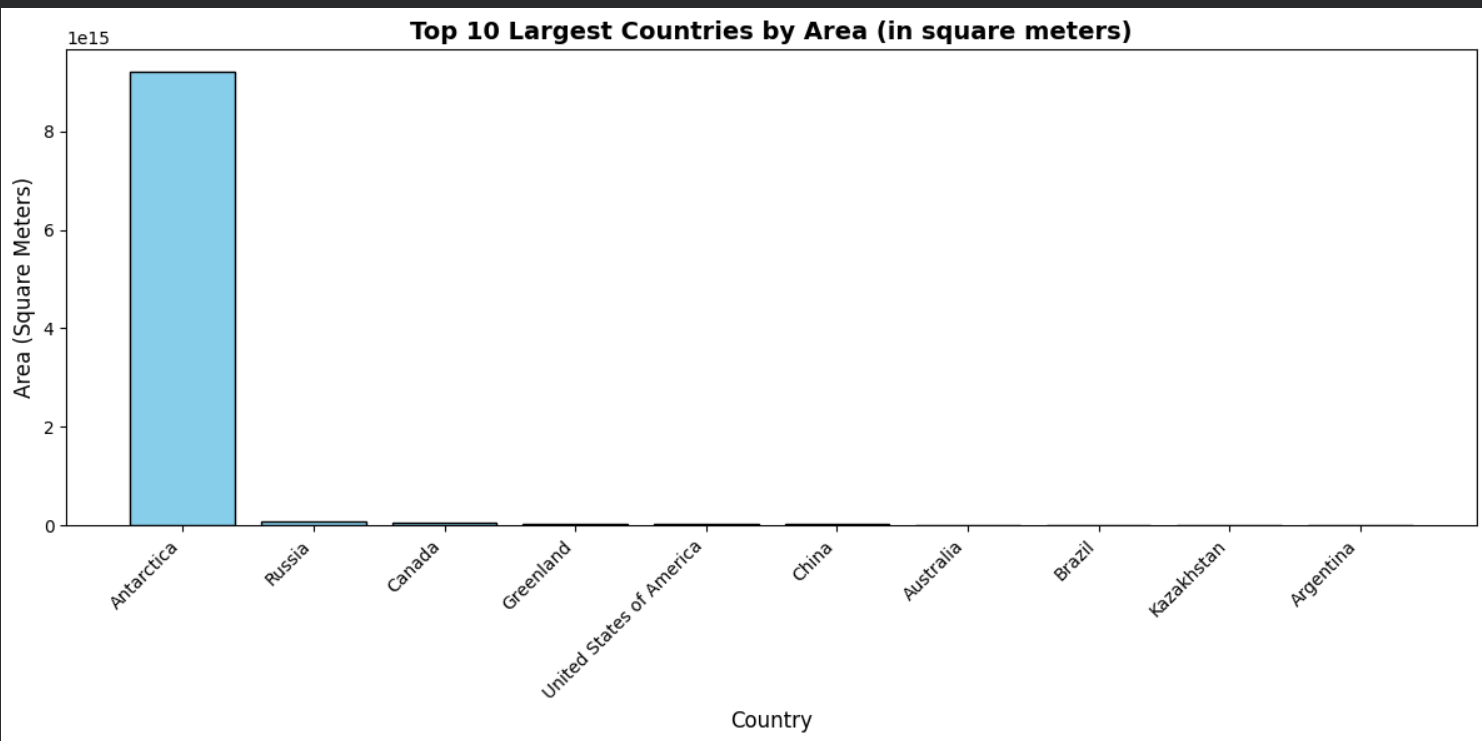 Top 10 Largest Countries by Area (in square meters)
1e15
Area (Square Meters)
8
6
4
2
0
Antarctica
Russia
Canada
Greenland
United States of America
China
Australia
Brazil
Kazakhstan
Argentina
Country